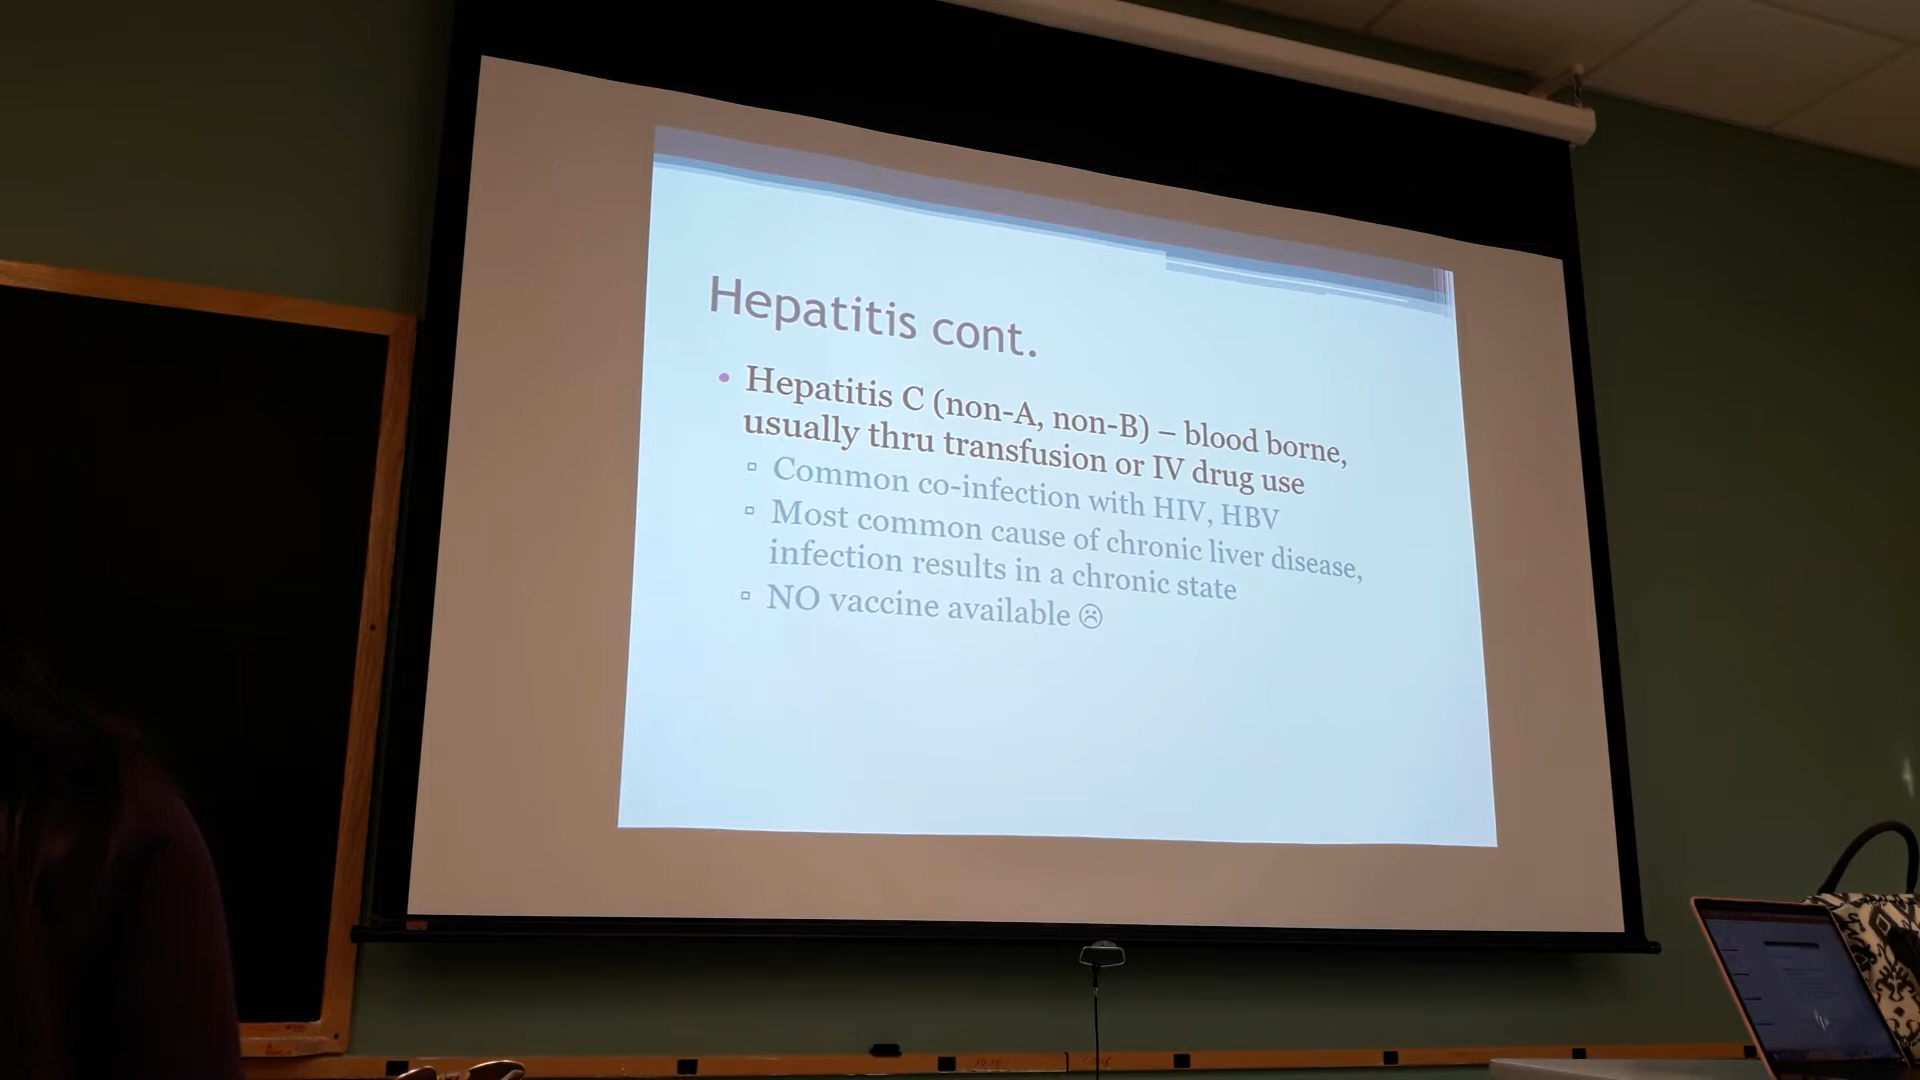 Hepatitis cont.
• Hepatitis C (non-A, non-B) – blood borne,
usually thru transfusion or IV drug use
▫ Common co-infection with HIV, HBV
▫ Most common cause of chronic liver disease,
infection results in a chronic state
▫ NO vaccine available ☹